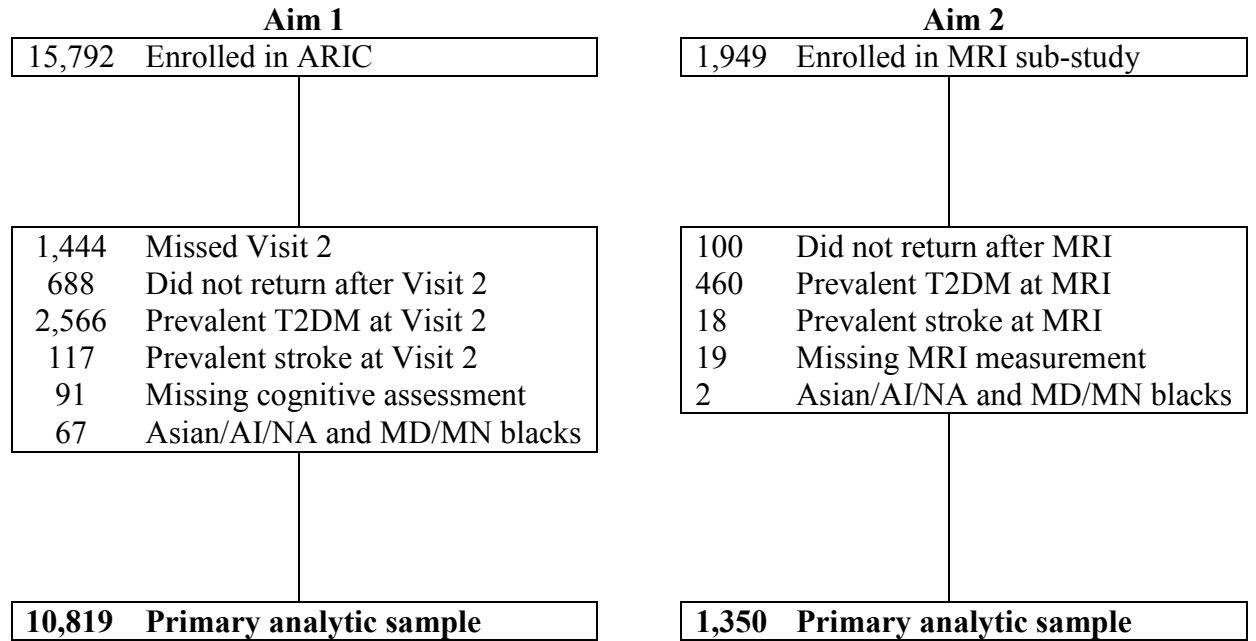 Aim 1
15,792 Enrolled in ARIC
1,444 Missed Visit 2
688 Did not return after Visit 2
2,566 Prevalent T2DM at Visit 2
117 Prevalent stroke at Visit 2
91 Missing cognitive assessment
67 Asian/AI/NA and MD/MN blacks
10,819 Primary analytic sample
Aim 2
1,949 Enrolled in MRI sub-study
100 Did not return after MRI
460 Prevalent T2DM at MRI
18 Prevalent stroke at MRI
19 Missing MRI measurement
2 Asian/AI/NA and MD/MN blacks
1,350 Primary analytic sample